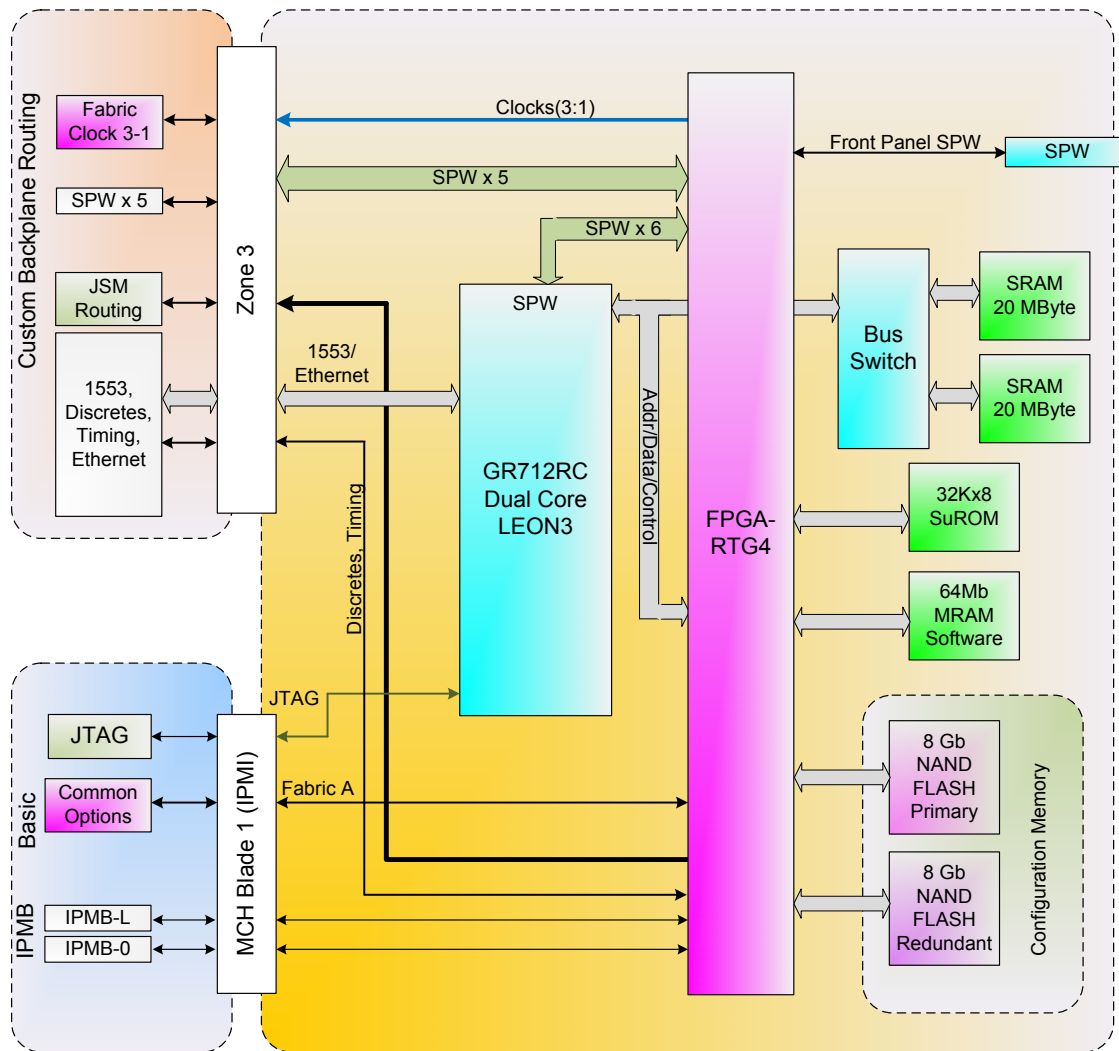 Custom Backplane Routing
Fabric
Clock 3-1
SPW x 5
JSM
Routing
1553,
Discretes,
Timing,
Ethernet
Zone 3
Clocks(3:1)
SPW x 5
SPW x 6
1553/
Ethernet
Discretes, Timing
SPW
GR712RC
Dual Core
LEON3
Addr/Data/Control
FPGA-
RTG4
Front Panel SPW
SPW
Bus
Switch
SRAM
20 MByte
SRAM
20 MByte
32Kx8
SuROM
64Mb
MRAM
Software
8 Gb
NAND
FLASH
Primary
8 Gb
NAND
FLASH
Redundant
Configuration Memory
Basic
IPMB
JTAG
Common
Options
IPMB-L
IPMB-0
MCH Blade 1 (IPMI)
JTAG
Fabric A